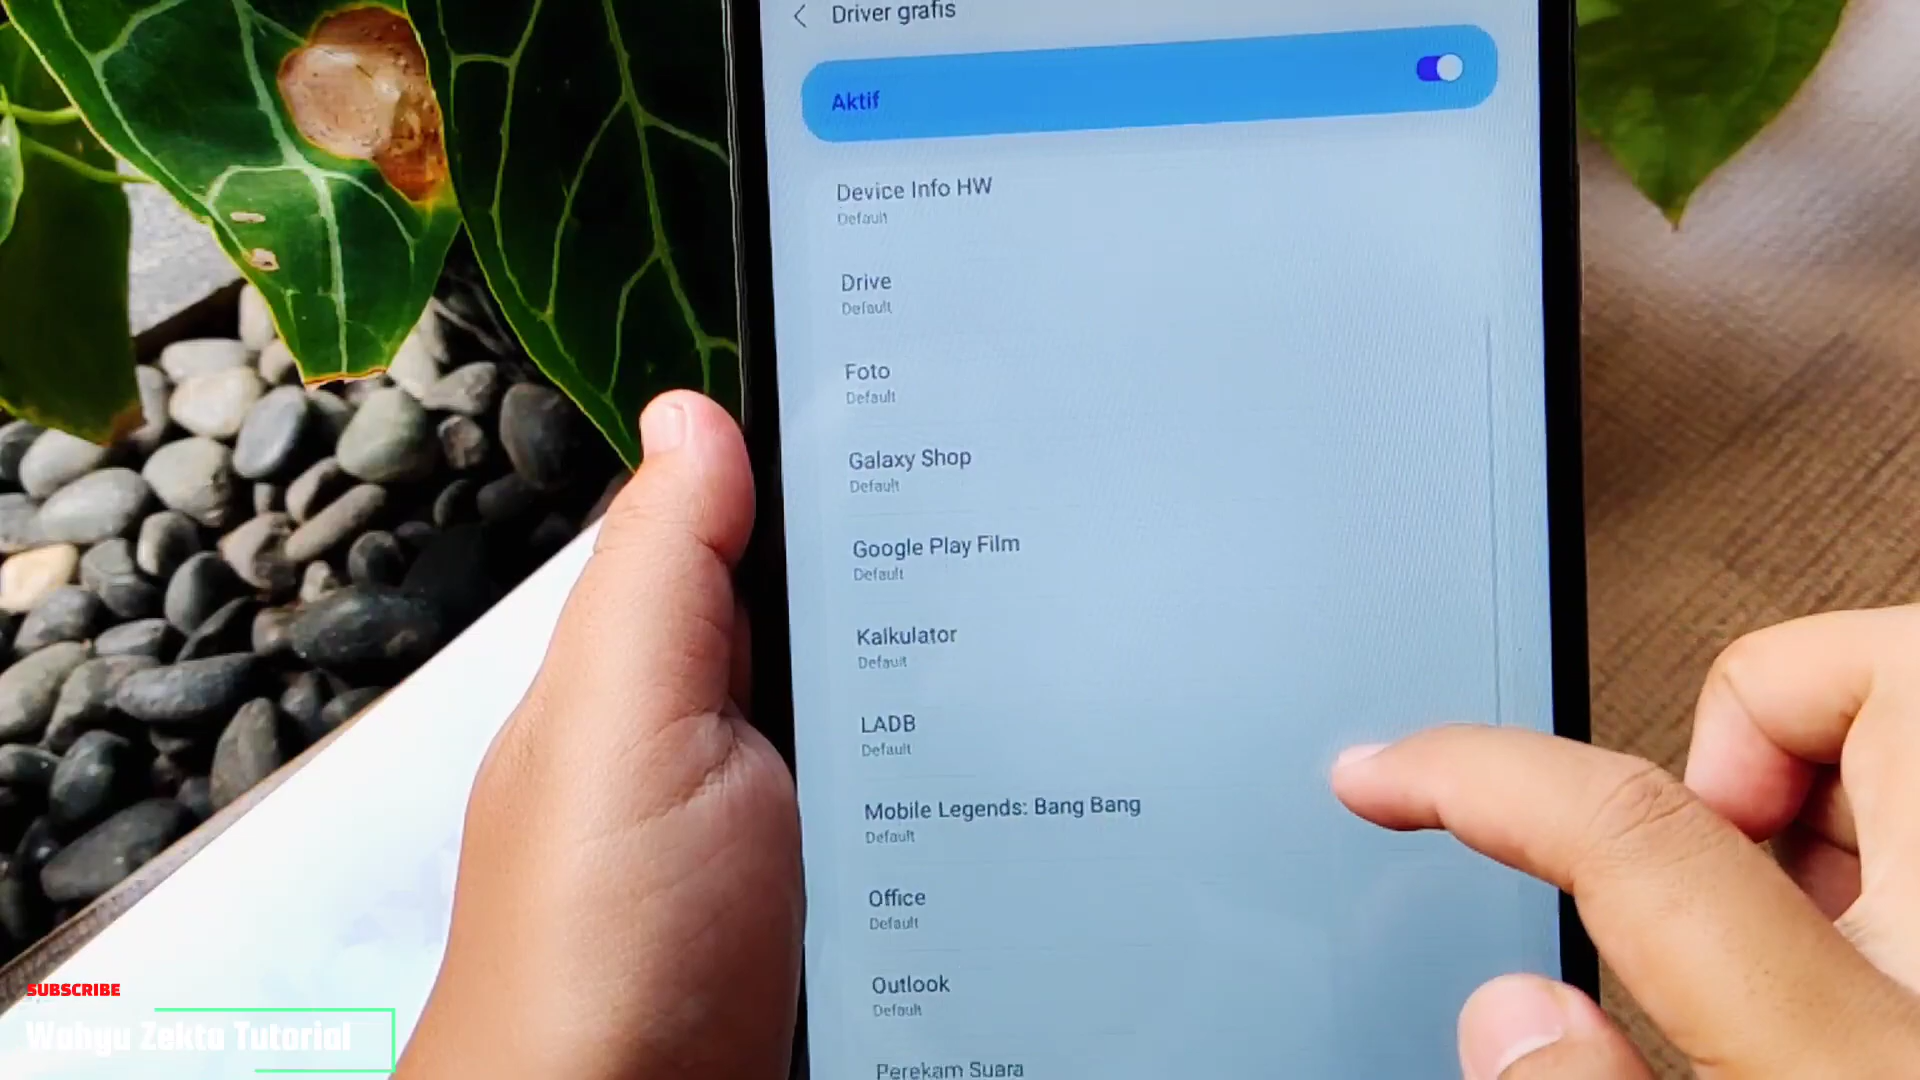 Driver grafis
Aktif
Device Info HW
Default
Drive
Default
Foto
Default
Galaxy Shop
Default
Google Play Film
Default
Kalkulator
Default
LADB
Default
Mobile Legends: Bang Bang
Default
Office
Default
Outlook
Default
Perekam Suara
SUBSCRIBE
Wahyu Zekta Tutorial